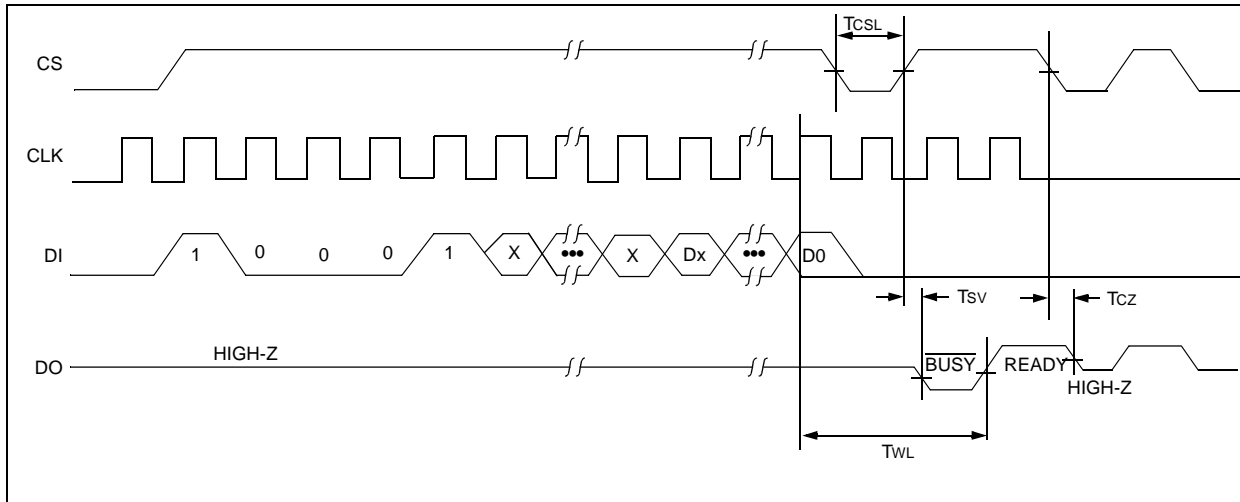 TCSL
CS
CLK
DI 1 0 0 0 1 X ••• X Dx ••• D0
TSV TCZ
HIGH-Z
DO BUSY READY
HIGH-Z
TWL